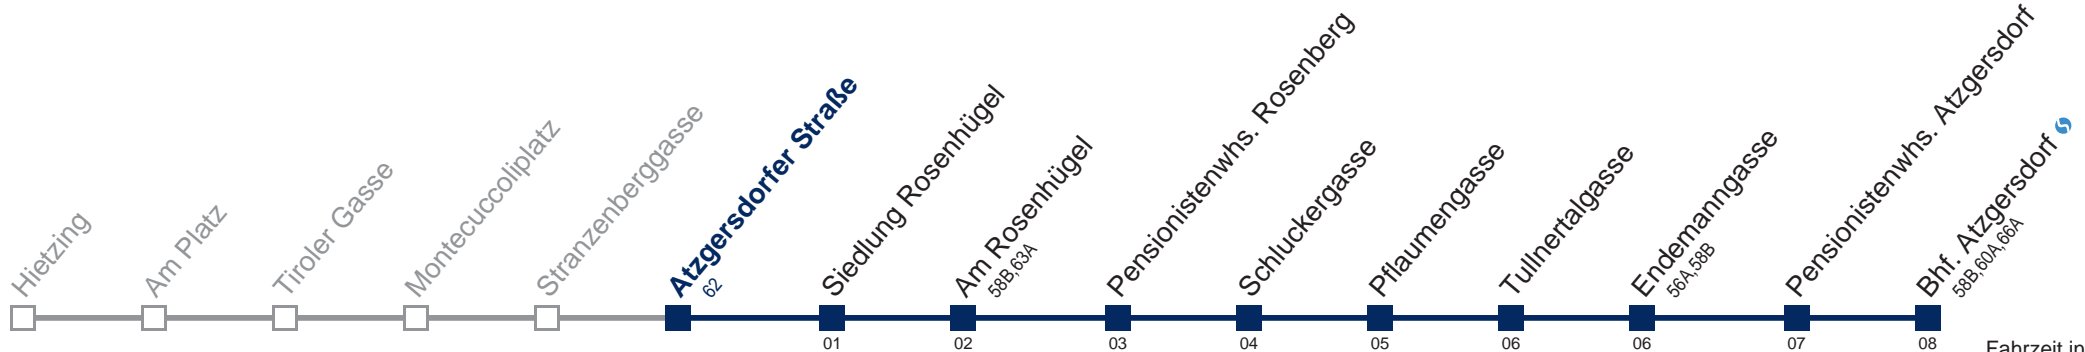 Hietzing
Am Platz
Tiroler Gasse
Montecuccoliplatz
Stranzenberggasse
Atzgersdorfer Straße
62
Siedlung Rosenhügel
Am Rosenhügel
58B,63A
Pensionistenwhs. Rosenberg
Schluckergasse
Pflaumengasse
Tullnertalgasse
Endemanngasse
56A,58B
Pensionistenwhs. Atzgersdorf
Bhf. Atzgersdorf
58B,60A,66A
01 02 03 04 05 06 06 07 08
Fahrzeit in